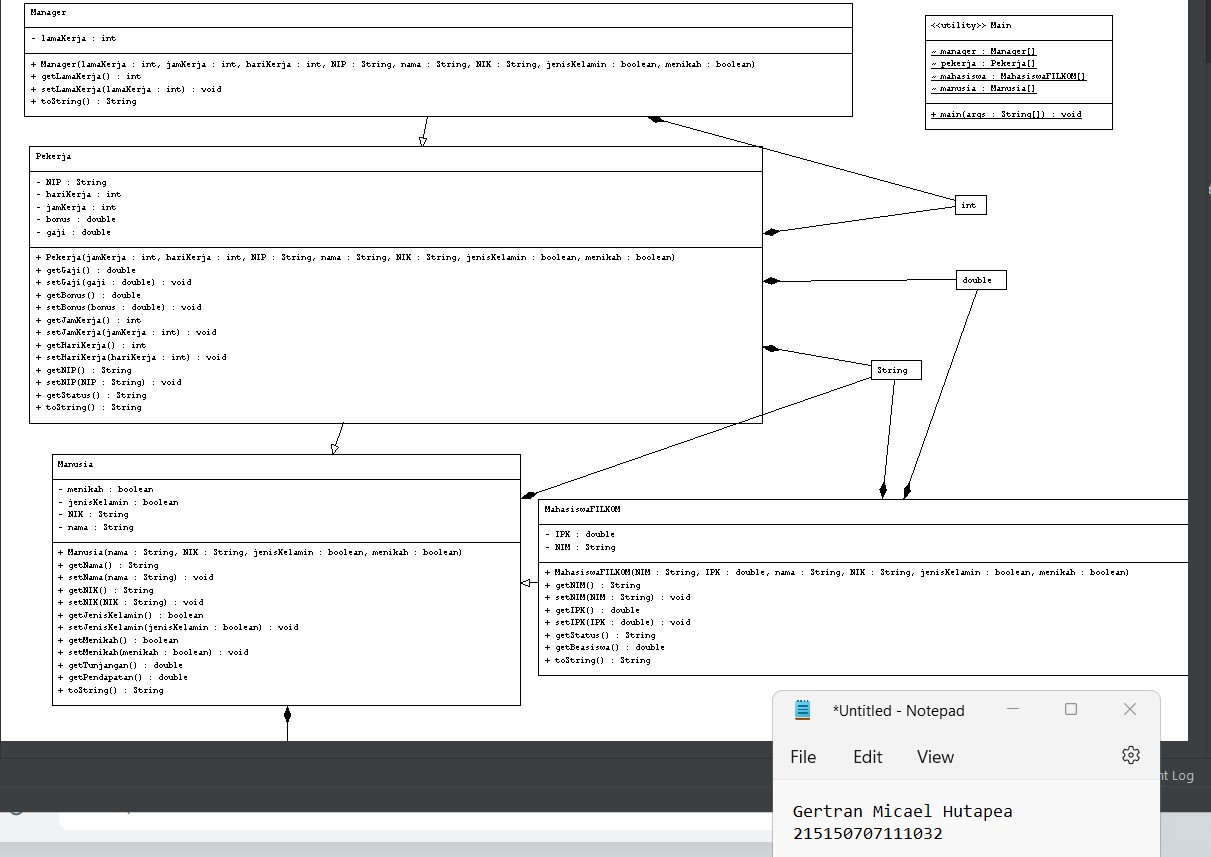 Manager
- lamaKerja : int
+ Manager(lamaKerja : int, jamKerja : int, hariKerja : int, NIP : String, nama : String, NIK : String, jenisKelamin : boolean, menikah : boolean)
+ getLamaKerja() : int
+ setLamaKerja(lamaKerja : int) : void
+ toString() : String
<<utility>> Main
~ manager : Manager[]
~ pekerja : Pekerja[]
~ mahasiswa : MahasiswaFILKOM[]
~ manusia : Manusia[]
+ main(args : String[]) : void
Pekerja
- NIP : String
- hariKerja : int
- jamKerja : int
- bonus : double
- gaji : double
+ Pekerja(jamKerja : int, hariKerja : int, NIP : String, nama : String, NIK : String, jenisKelamin : boolean, menikah : boolean)
+ getGaji() : double
+ setGaji(gaji : double) : void
+ getBonus() : double
+ setBonus(bonus : double) : void
+ getJamKerja() : int
+ setJamKerja(jamKerja : int) : void
+ getHariKerja() : int
+ setHariKerja(hariKerja : int) : void
+ getNIP() : String
+ setNIP(NIP : String) : void
+ getStatus() : String
+ toString() : String
int
double
String
Manusia
- menikah : boolean
- jenisKelamin : boolean
- NIK : String
- nama : String
+ Manusia(nama : String, NIK : String, jenisKelamin : boolean, menikah : boolean)
+ getNama() : String
+ setNama(nama : String) : void
+ getNIK() : String
+ setNIK(NIK : String) : void
+ getJenisKelamin() : boolean
+ setJenisKelamin(jenisKelamin : boolean) : void
+ getMenikah() : boolean
+ setMenikah(menikah : boolean) : void
+ getTunjangan() : double
+ getPendapatan() : double
+ toString() : String
MahasiswaFILKOM
- IPK : double
- NIM : String
+ MahasiswaFILKOM(NIM : String, IPK : double, nama : String, NIK : String, jenisKelamin : boolean, menikah : boolean)
+ getNIM() : String
+ setNIM(NIM : String) : void
+ getIPK() : double
+ setIPK(IPK : double) : void
+ getStatus() : String
+ getBeasiswa() : double
+ toString() : String
*Untitled - Notepad
File Edit View
Log
Gertran Micael Hutapea
215150707111032